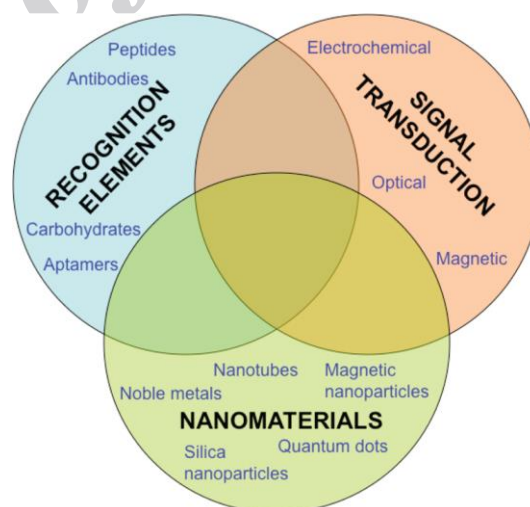 Peptides
Antibodies
RECOGNITION
ELEMENTS
Carbohydrates
Aptamers
Electrochemical
SIGNAL
TRANSDUCTION
Optical
Magnetic
Nanotubes
Magnetic
nanoparticles
Noble metals
NANOMATERIALS
Silica
nanoparticles
Quantum dots